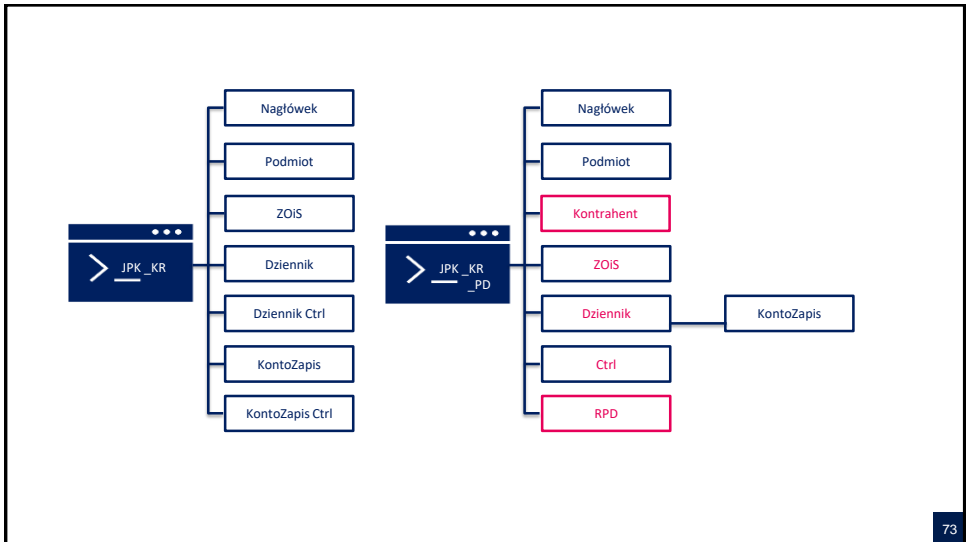 JPK _KR
Nagłówek
Podmiot
ZOiS
Dziennik
Dziennik Ctrl
KontoZapis
KontoZapis Ctrl
JPK _KR
_PD
Nagłówek
Podmiot
Kontrahent
ZOiS
Dziennik
Ctrl
RPD
KontoZapis
73